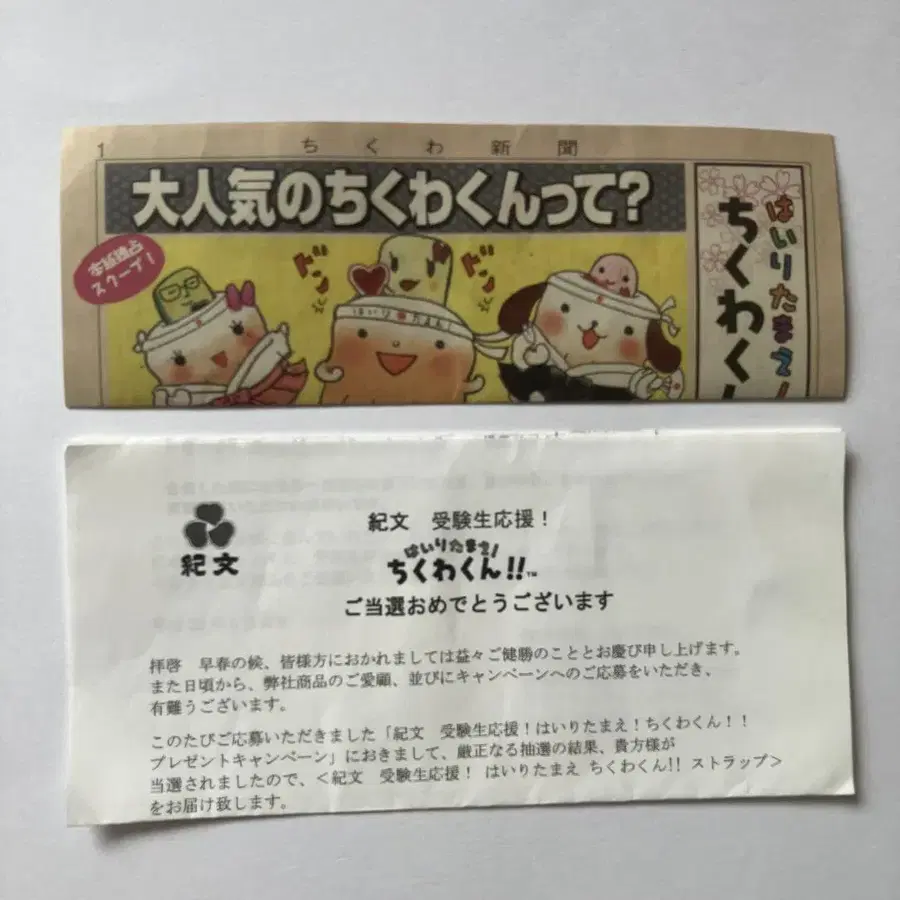 1
ちくわ新聞
大人気のちくわくんって?
本紙独占
スクープ!
ドーン
ドーン
はいりたまえ!
はいりたまえ!
ちくわく
紀文
紀文 受験生応援!
はいりたまえ!
ちくわくん!!™
ご当選おめでとうございます
拝啓 早春の候、皆様方におかれましては益々ご健勝のこととお慶び申し上げます。
また日頃から、弊社商品のご愛顧、並びにキャンペーンへのご応募をいただき、
有難うございます。
このたびご応募いただきました「紀文 受験生応援!はいりたまえ!ちくわくん!!
プレゼントキャンペーン」におきまして、厳正なる抽選の結果、貴方様が
当選されましたので、<紀文 受験生応援! はいりたまえ ちくわくん!! ストラップ>
をお届け致します。